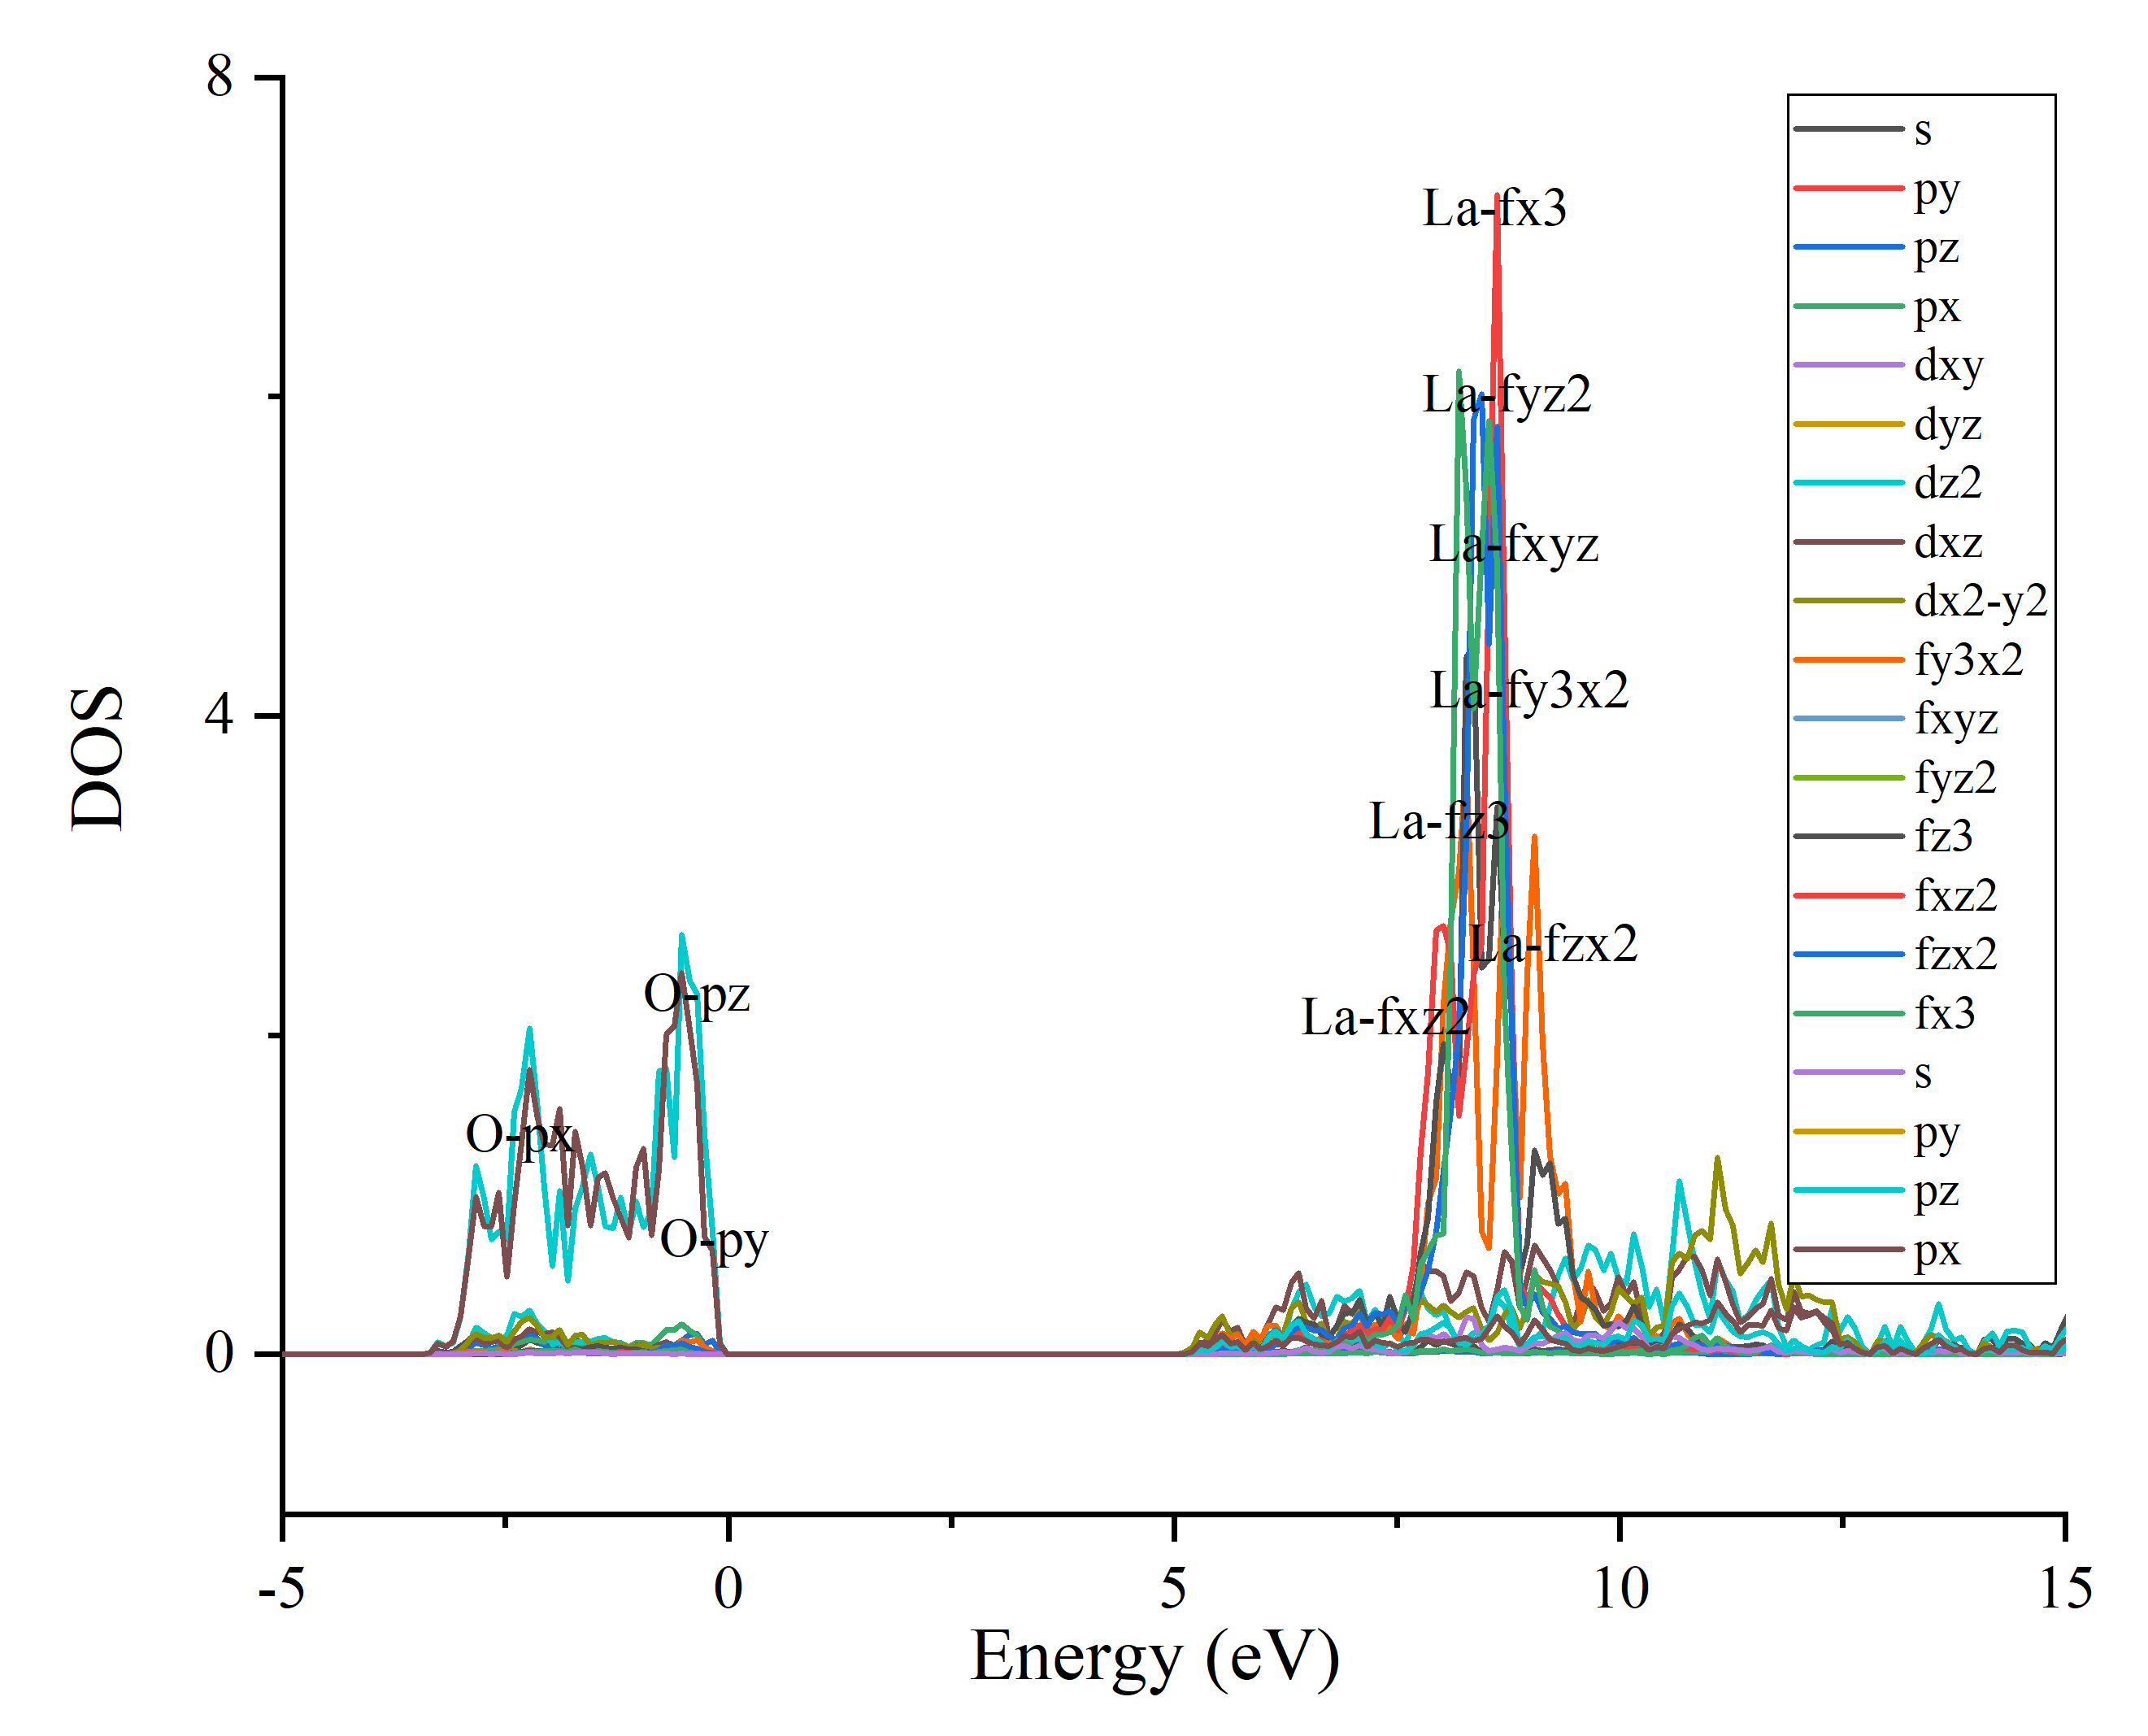 8
4
0
DOS
-5
0
5
10
15
Energy (eV)
La-fx3
La-fyz2
La-fxyz
La-fy3x2
La-fz3
La-fzx2
La-fxz2
O-pz
O-px
O-py
s
py
pz
px
dxy
dyz
dz2
dxz
dx2-y2
fy3x2
fxyz
fyz2
fz3
fxz2
fzx2
fx3
s
py
pz
px